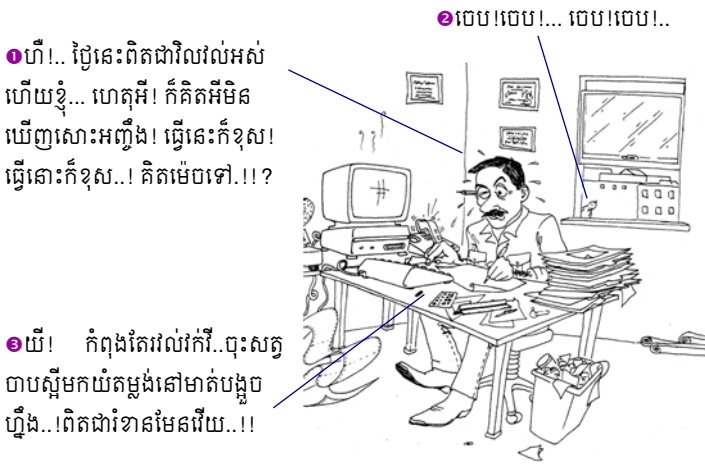 ❶ហឺ!.. ថ្ងៃនេះពិតជាវិលវល់អស់
ហើយខ្ញុំ... ហេតុអី! ក៏គិតអីមិន
ឃើញសោះអញ្ចឹង! ធ្វើនេះក៏ខុស!
ធ្វើនោះក៏ខុស..! គិតម៉េចទៅ.!!?
❷ចេប!ចេប!... ចេប!ចេប!..
❸យី! កំពុងតែរវល់វក់វី..ចុះសត្វ
ចាបស្អីមកយំតម្លង់នៅមាត់បង្អួច
ហ្នឹង..!ពិតជារំខានមែនវើយ..!!